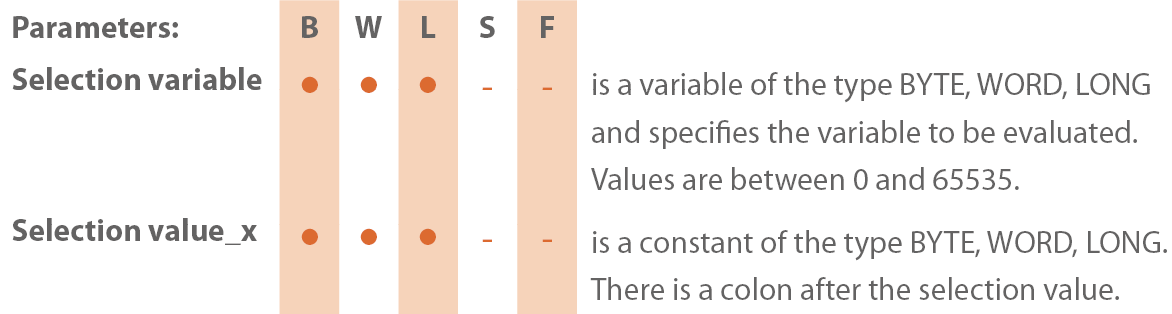 Parameters: B W L S F
Selection variable ● ● ● - - is a variable of the type BYTE, WORD, LONG
and specifies the variable to be evaluated.
Values are between 0 and 65535.
Selection value_x ● ● ● - - is a constant of the type BYTE, WORD, LONG.
There is a colon after the selection value.